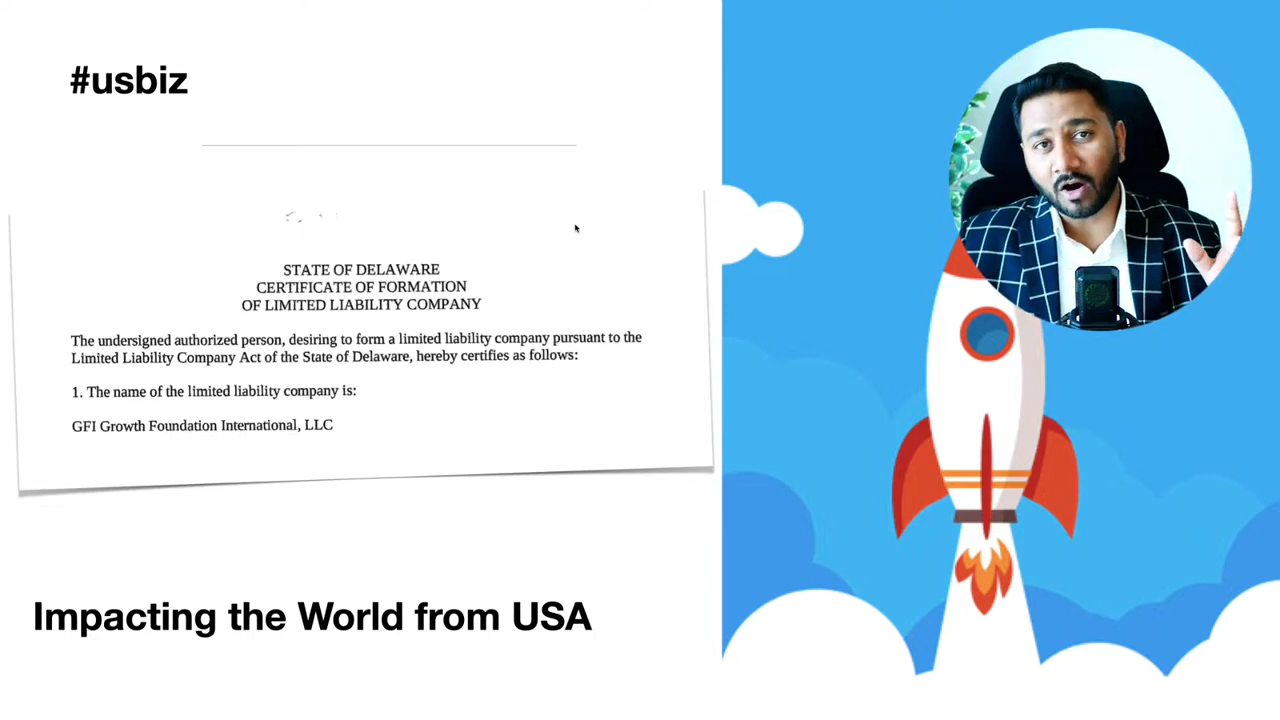 #usbiz
STATE OF DELAWARE
CERTIFICATE OF FORMATION
OF LIMITED LIABILITY COMPANY
The undersigned authorized person, desiring to form a limited liability company pursuant to the
Limited Liability Company Act of the State of Delaware, hereby certifies as follows:
1. The name of the limited liability company is:
GFI Growth Foundation International, LLC
Impacting the World from USA